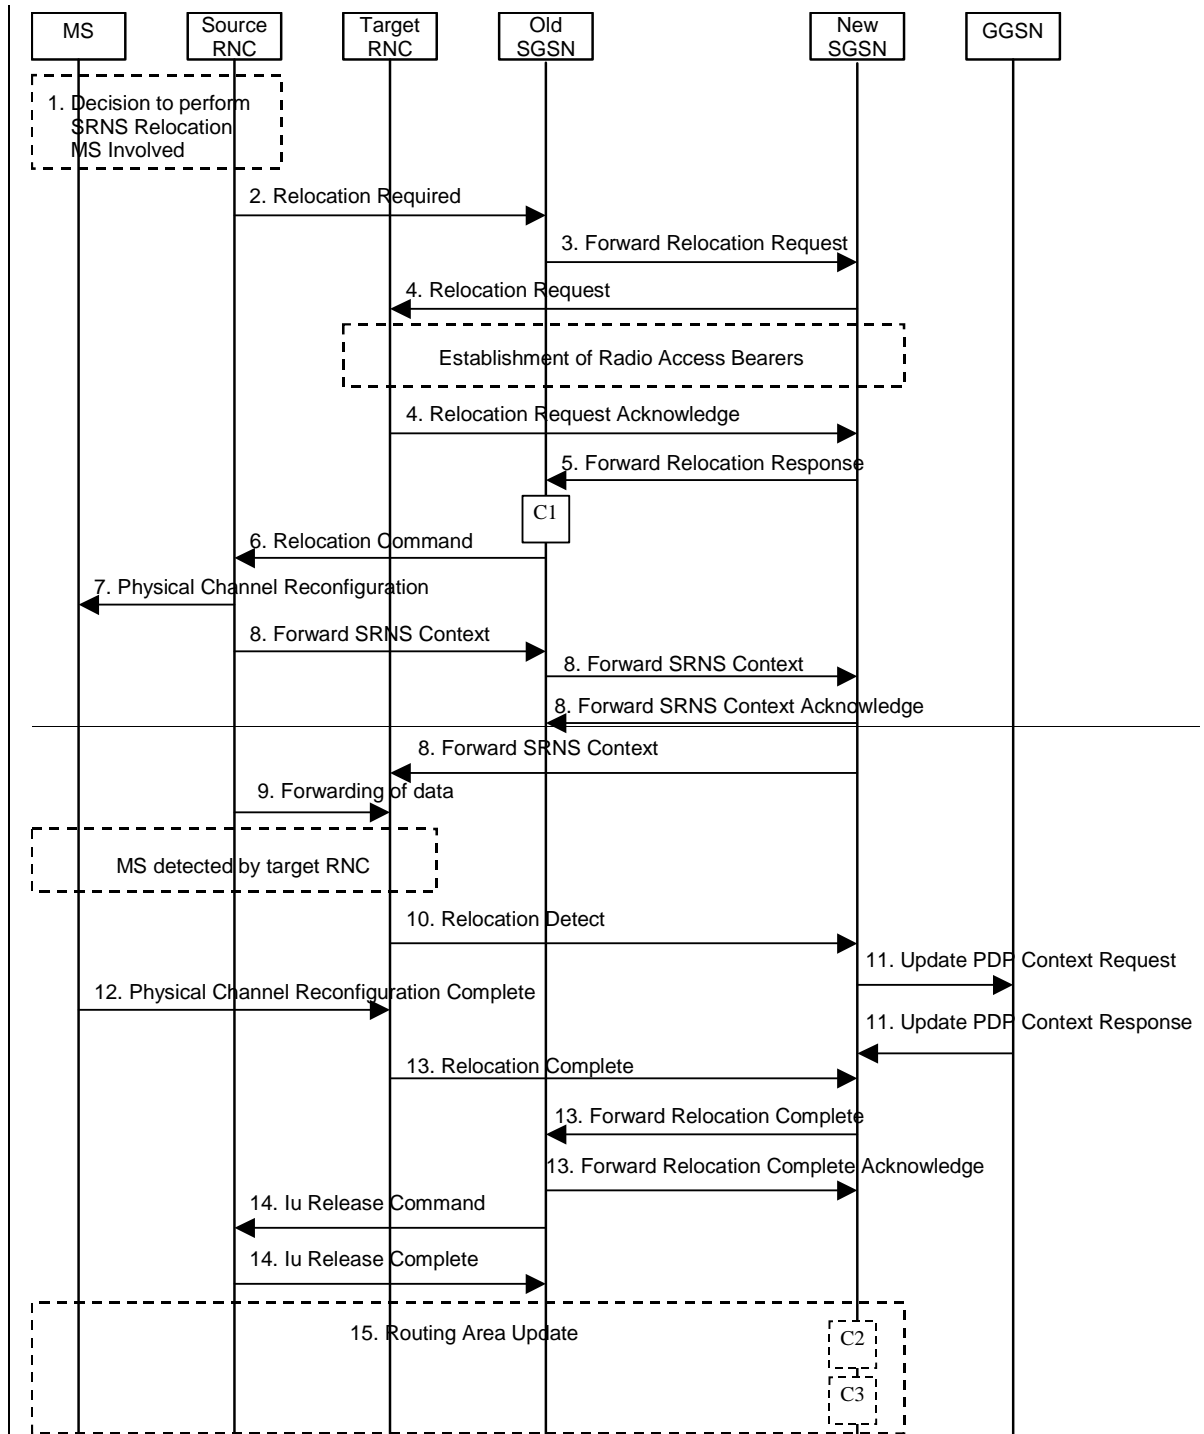 MS
Source
RNC
Target
RNC
Old
SGSN
New
SGSN
GGSN
1. Decision to perform
SRNS Relocation
MS Involved
2. Relocation Required
3. Forward Relocation Request
4. Relocation Request
Establishment of Radio Access Bearers
4. Relocation Request Acknowledge
5. Forward Relocation Response
C1
6. Relocation Command
7. Physical Channel Reconfiguration
8. Forward SRNS Context
8. Forward SRNS Context
8. Forward SRNS Context Acknowledge
8. Forward SRNS Context
9. Forwarding of data
MS detected by target RNC
10. Relocation Detect
11. Update PDP Context Request
12. Physical Channel Reconfiguration Complete
11. Update PDP Context Response
13. Relocation Complete
13. Forward Relocation Complete
13. Forward Relocation Complete Acknowledge
14. Iu Release Command
14. Iu Release Complete
15. Routing Area Update
C2
C3